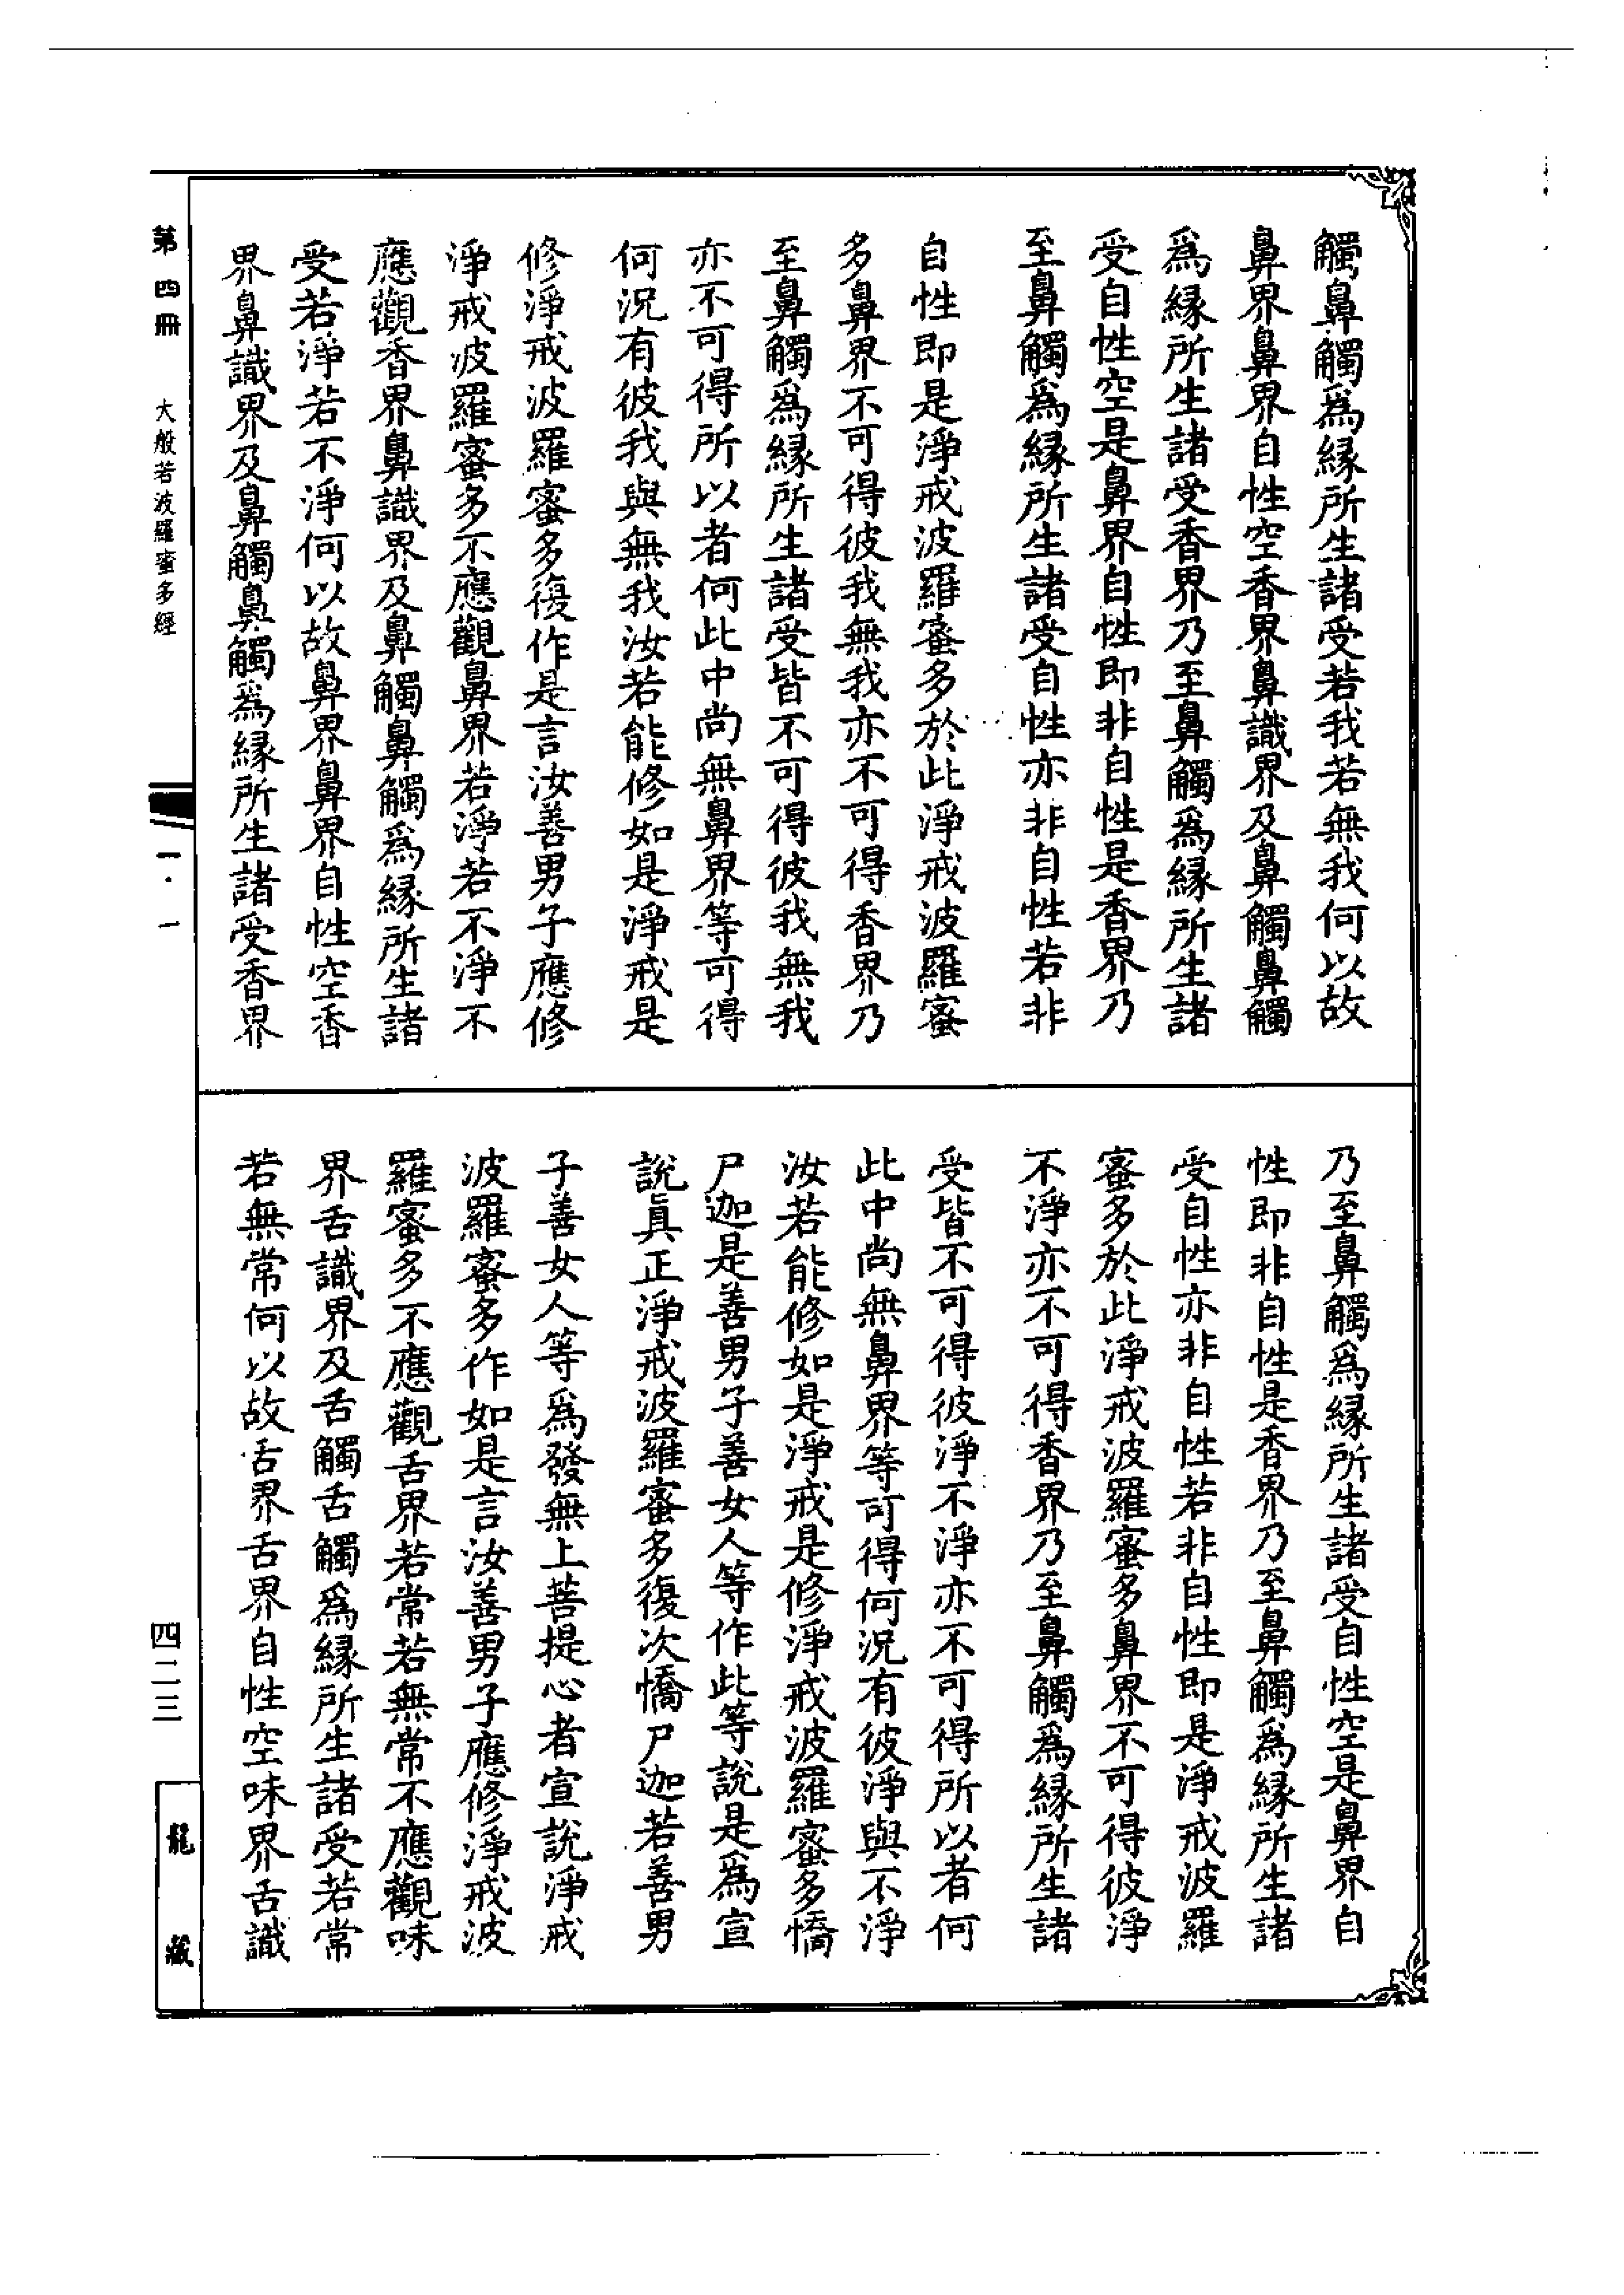 觸鼻觸爲縁所生諸受若我若無我何以故
鼻界鼻界自性空香界鼻識界及鼻觸鼻觸
爲縁所生諸受香界乃至鼻觸爲縁所生諸
受自性空是鼻界自性即非自性是香界乃
至鼻觸爲縁所生諸受自性亦非自性若非
自性即是淨戒波羅蜜多於此淨戒波羅蜜
多鼻界不可得彼我無我亦不可得香界乃
至鼻觸爲縁所生諸受皆不可得彼我無我
亦不可得所以者何此中尚無鼻界等可得
何況有彼我與無我汝若能修如是淨戒是
修淨戒波羅蜜多復作是言汝善男子應修
淨戒波羅蜜多不應觀鼻界若淨若不淨不
應觀香界鼻識界及鼻觸鼻觸爲縁所生諸
受若淨若不淨何以故鼻界鼻界自性空香
界鼻識界及鼻觸鼻觸爲縁所生諸受香界
乃至鼻觸爲縁所生諸受自性空是鼻界自
性即非自性是香界乃至鼻觸爲縁所生諸
受自性亦非自性若非自性即是淨戒波羅
蜜多於此淨戒波羅蜜多鼻界不可得彼淨
不淨亦不可得香界乃至鼻觸爲縁所生諸
受皆不可得彼淨不淨亦不可得所以者何
此中尚無鼻界等可得何況有彼淨與不淨
汝若能修如是淨戒是修淨戒波羅蜜多憍
尸迦是善男子善女人等作此等說是爲宣
說眞正淨戒波羅蜜多復次憍尸迦若善男
子善女人等爲發無上菩提心者宣說淨戒
波羅蜜多作如是言汝善男子應修淨戒波
羅蜜多不應觀舌界若常若無常不應觀味
界舌識界及舌觸舌觸爲縁所生諸受若常
若無常何以故舌界舌界自性空味界舌識
第四冊 大般若波羅蜜多經
一·一
四二三
龍藏